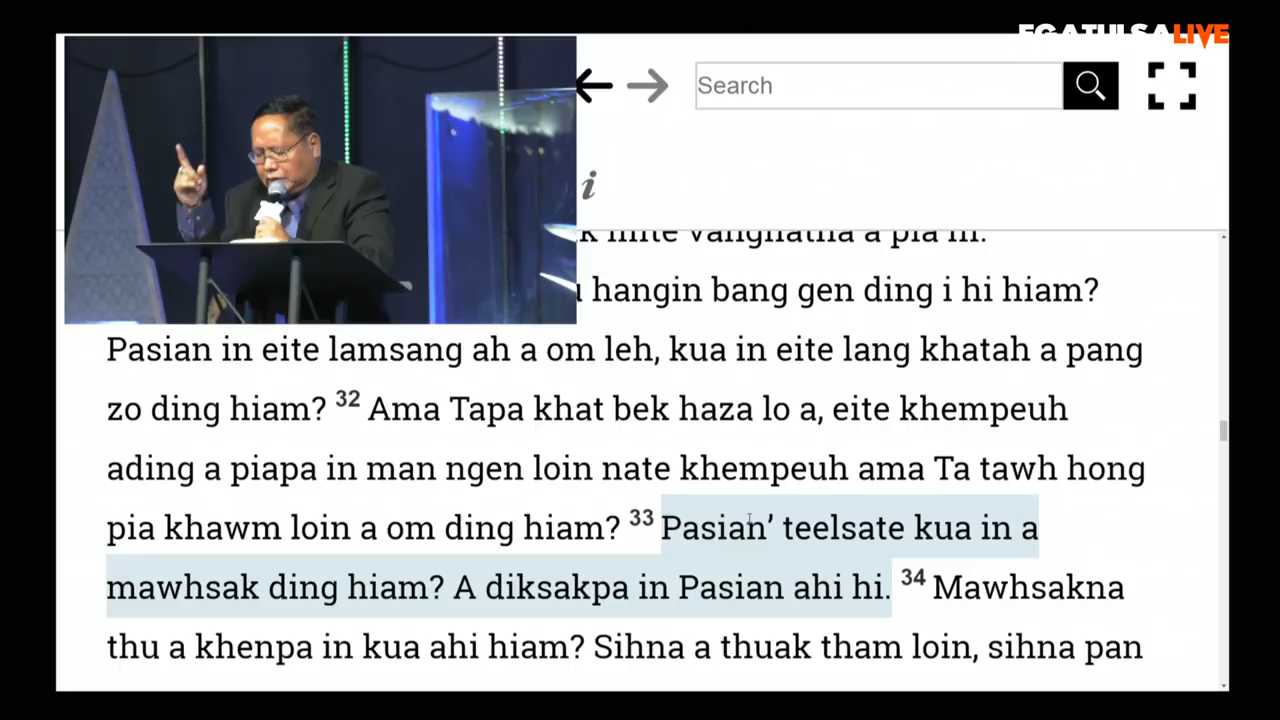 EGATULSALIVE
Search
i
vangnatna a pia hi.
hangin bang gen ding i hi hiam?
Pasian in eite lamsang ah a om leh, kua in eite lang khatah a pang
zo ding hiam? 32 Ama Tapa khat bek haza lo a, eite khempeuh
ading a piapa in man ngen loin nate khempeuh ama Ta tawh hong
pia khawm loin a om ding hiam? 33 Pasian’ teelsate kua in a
mawhsak ding hiam? A diksakpa in Pasian ahi hi. 34 Mawhsakna
thu a khenpa in kua ahi hiam? Sihna a thuak tham loin, sihna pan